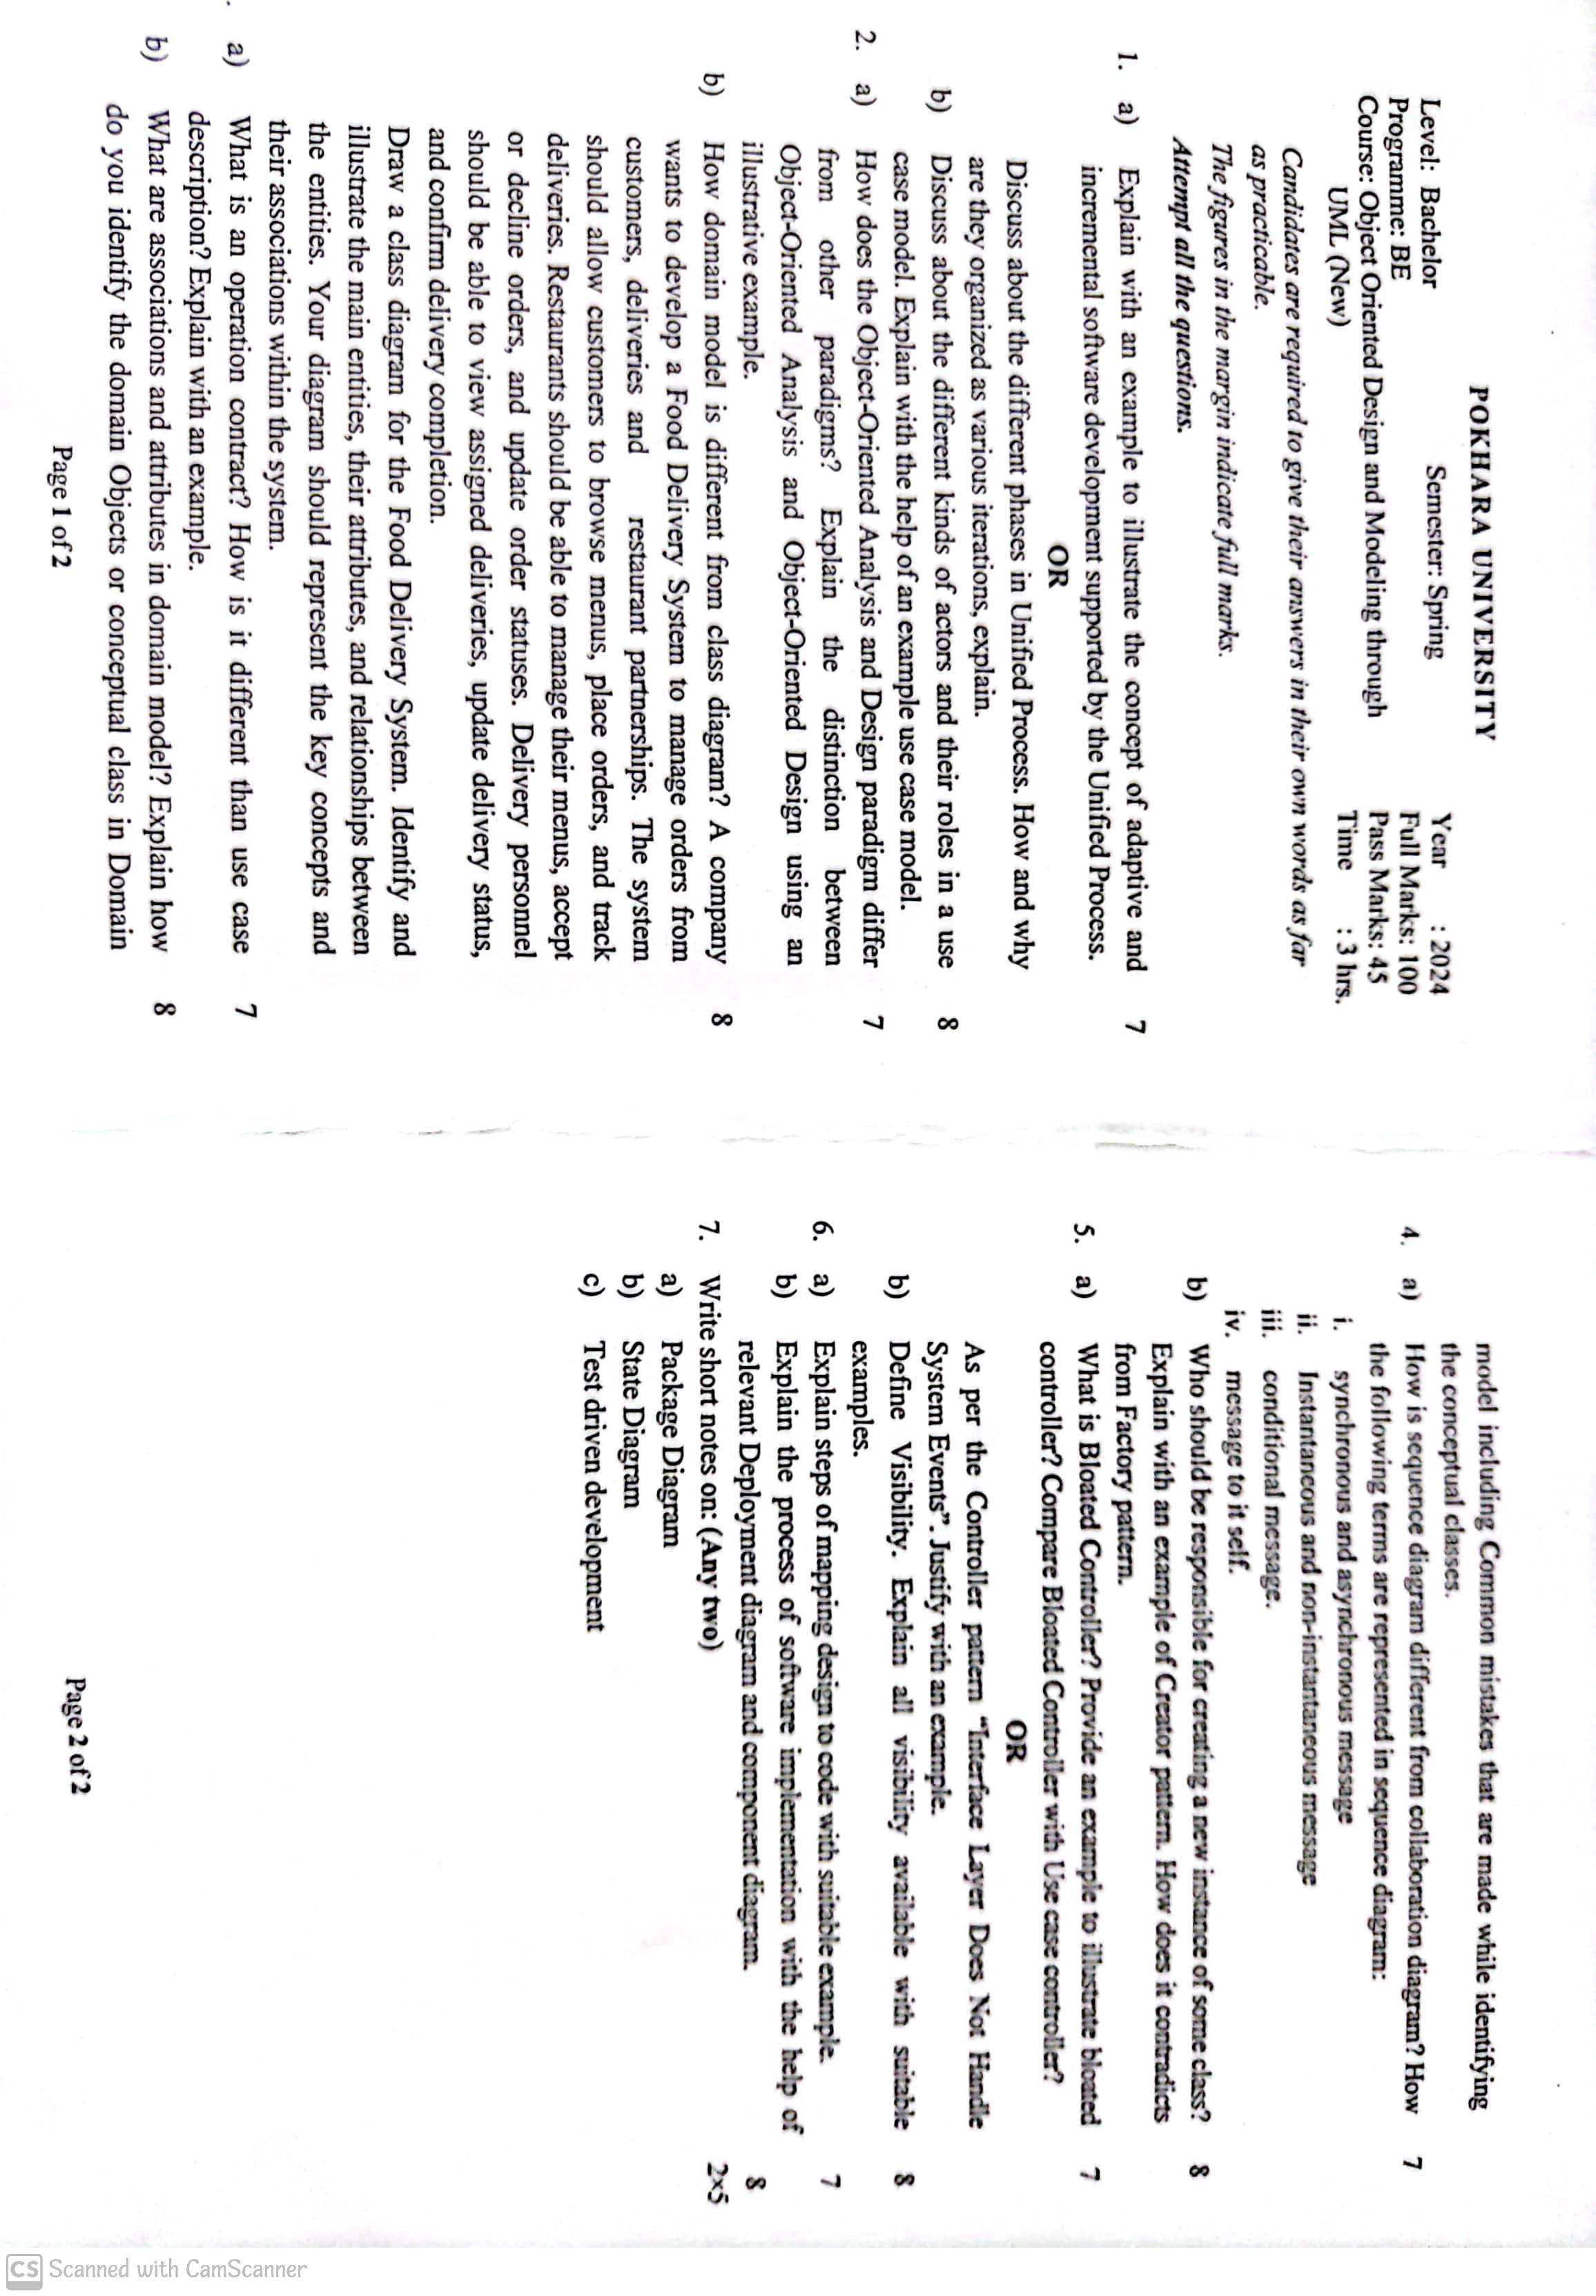 POKHARA UNIVERSITY
Level: Bachelor Semester: Spring Year : 2024
Programme: BE Full Marks: 100
Course: Object Oriented Design and Modeling through Pass Marks: 45
UML (New) Time : 3 hrs.
Candidates are required to give their answers in their own words as far
as practicable.
The figures in the margin indicate full marks.
Attempt all the questions.
1. a) Explain with an example to illustrate the concept of adaptive and 7
incremental software development supported by the Unified Process.
OR
Discuss about the different phases in Unified Process. How and why
are they organized as various iterations, explain.
b) Discuss about the different kinds of actors and their roles in a use 8
case model. Explain with the help of an example use case model.
2. a) How does the Object-Oriented Analysis and Design paradigm differ 7
from other paradigms? Explain the distinction between
Object-Oriented Analysis and Object-Oriented Design using an
illustrative example.
b) How domain model is different from class diagram? A company 8
wants to develop a Food Delivery System to manage orders from
customers, deliveries and restaurant partnerships. The system
should allow customers to browse menus, place orders, and track
deliveries. Restaurants should be able to manage their menus, accept
or decline orders, and update order statuses. Delivery personnel
should be able to view assigned deliveries, update delivery status,
and confirm delivery completion.
Draw a class diagram for the Food Delivery System. Identify and
illustrate the main entities, their attributes, and relationships between
the entities. Your diagram should represent the key concepts and
their associations within the system.
. a) What is an operation contract? How is it different than use case 7
description? Explain with an example.
b) What are associations and attributes in domain model? Explain how 8
do you identify the domain Objects or conceptual class in Domain
Page 1 of 2
model including Common mistakes that are made while identifying
the conceptual classes.
4. a) How is sequence diagram different from collaboration diagram? How 7
the following terms are represented in sequence diagram:
i. synchronous and asynchronous message
ii. Instantaneous and non-instantaneous message
iii. conditional message.
iv. message to it self.
b) Who should be responsible for creating a new instance of some class? 8
Explain with an example of Creator pattern. How does it contradicts
from Factory pattern.
5. a) What is Bloated Controller? Provide an example to illustrate bloated 7
controller? Compare Bloated Controller with Use case controller?
OR
As per the Controller pattern “Interface Layer Does Not Handle
System Events”. Justify with an example.
b) Define Visibility. Explain all visibility available with suitable 8
examples.
6. a) Explain steps of mapping design to code with suitable example. 7
b) Explain the process of software implementation with the help of
relevant Deployment diagram and component diagram. 8
7. Write short notes on: (Any two) 2×5
a) Package Diagram
b) State Diagram
c) Test driven development
Page 2 of 2
CS Scanned with CamScanner